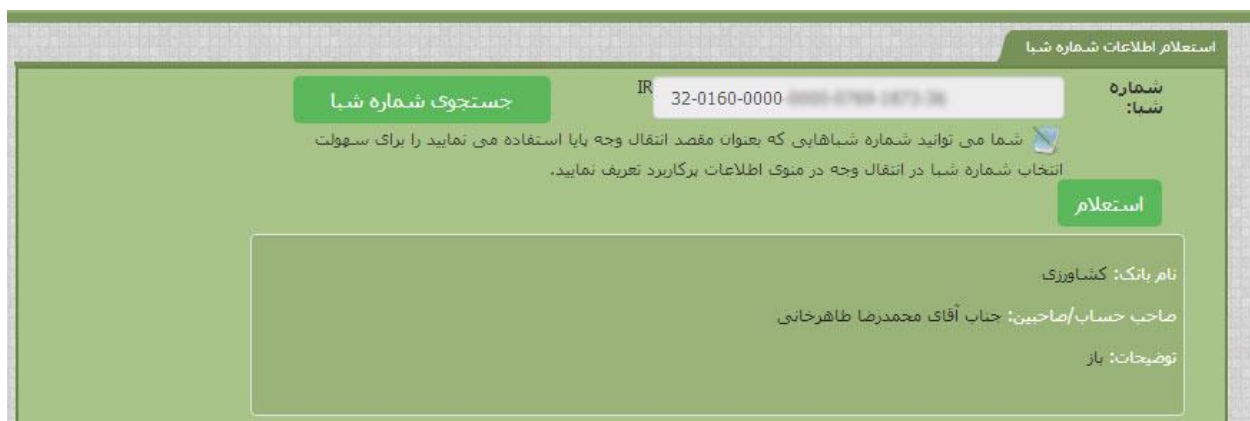 استعلام اطلاعات شماره شبا
شماره
شبا:
32-0160-0000-
IR
جستجوی شماره شبا
شما می توانید شماره شباهایی که بعنوان مقصد انتقال وجه پایا استفاده می نمایید را برای سهولت
انتخاب شماره شبا در انتقال وجه در منوی اطلاعات پرکاربرد تعریف نمایید.
استعلام
نام بانک: کشاورزی
صاحب حساب/صاحبین: جناب آقای محمدرضا طاهرخانی
توضیحات: باز